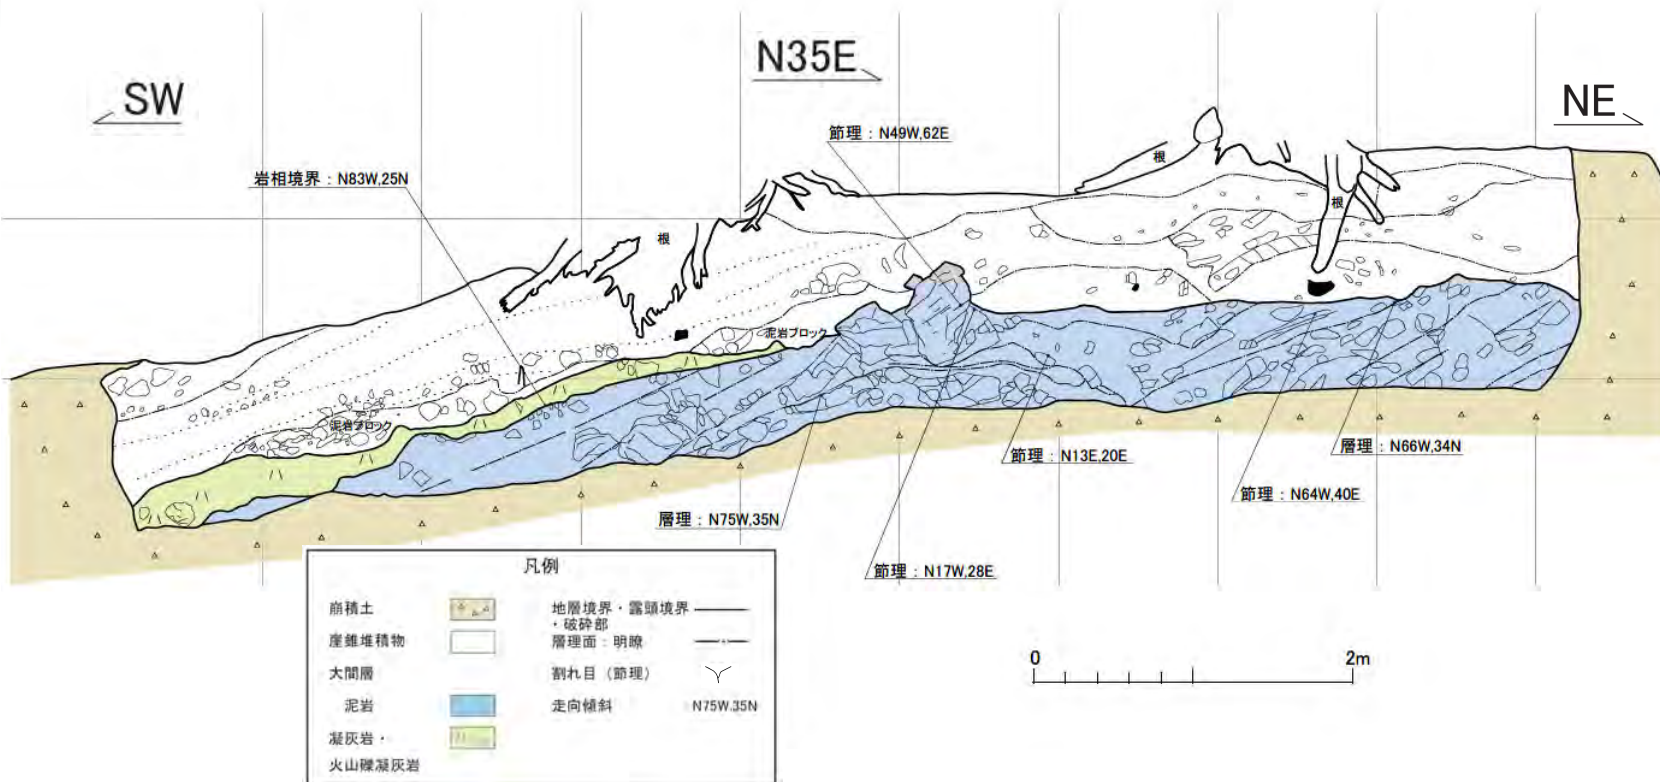 SW
N35E
NE
節理：N49W,62E
根
岩相境界：N83W,25N
根
根
泥岩ブロック
泥岩ブロック
節理：N13E,20E
層理：N66W,34N
節理：N64W,40E
層理：N75W,35N
節理：N17W,28E
凡例
崩積土
崖錐堆積物
大間層
泥岩
凝灰岩・
火山礫凝灰岩
地層境界・露頭境界
・破砕部
層理面：明瞭
割れ目（節理）
走向傾斜
N75W.35N
0
2m